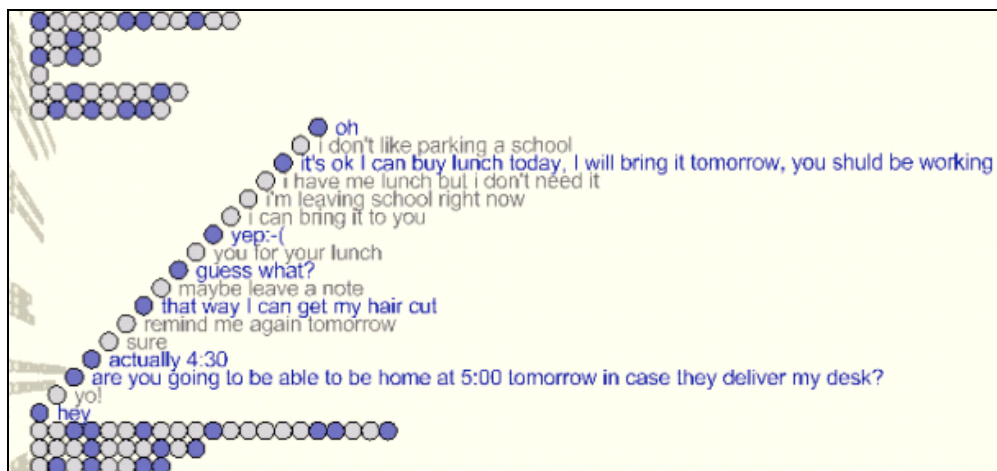 oh
i don't like parking a school
it's ok I can buy lunch today, I will bring it tomorrow, you shuld be working
i have me lunch but i don't need it
i'm leaving school right now
i can bring it to you
yep:-(
you for your lunch
guess what?
maybe leave a note
that way I can get my hair cut
remind me again tomorrow
sure
actually 4:30
are you going to be able to be home at 5:00 tomorrow in case they deliver my desk?
yo!
hey